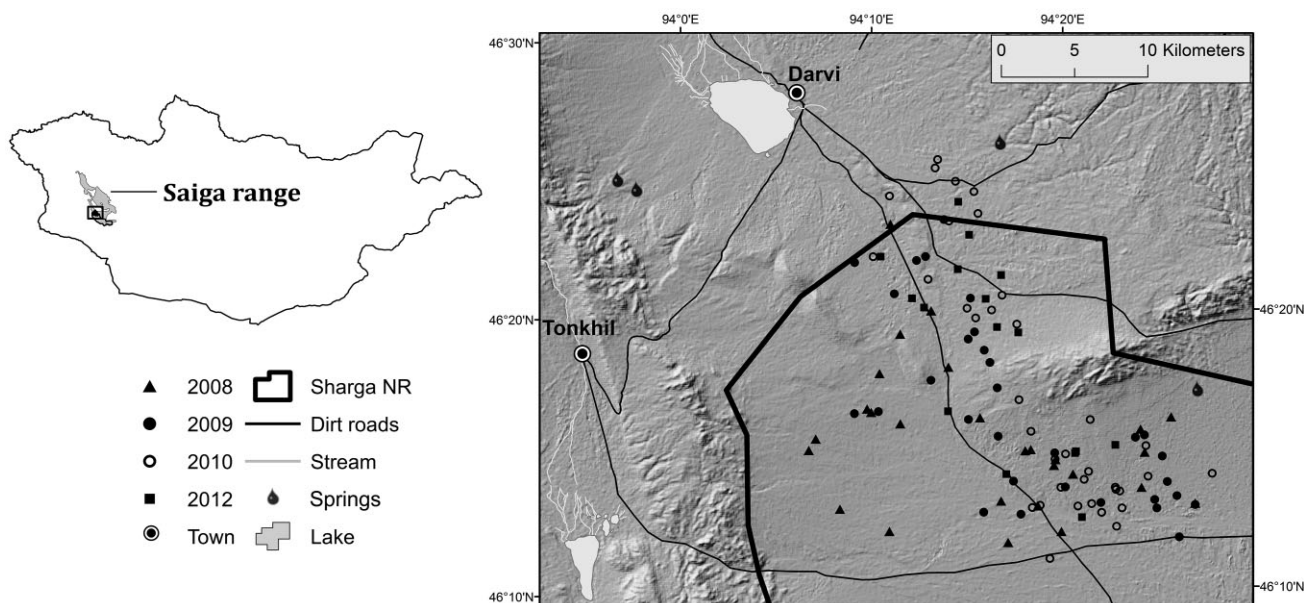 Saiga range
2008
2009
2010
2012
Town
Sharga NR
Dirt roads
Stream
Springs
Lake
94°0'E 94°10'E 94°20'E
46°30'N
0 5 10 Kilometers
Darvi
Tonkhil
46°20'N
46°20'N
46°10'N
46°10'N